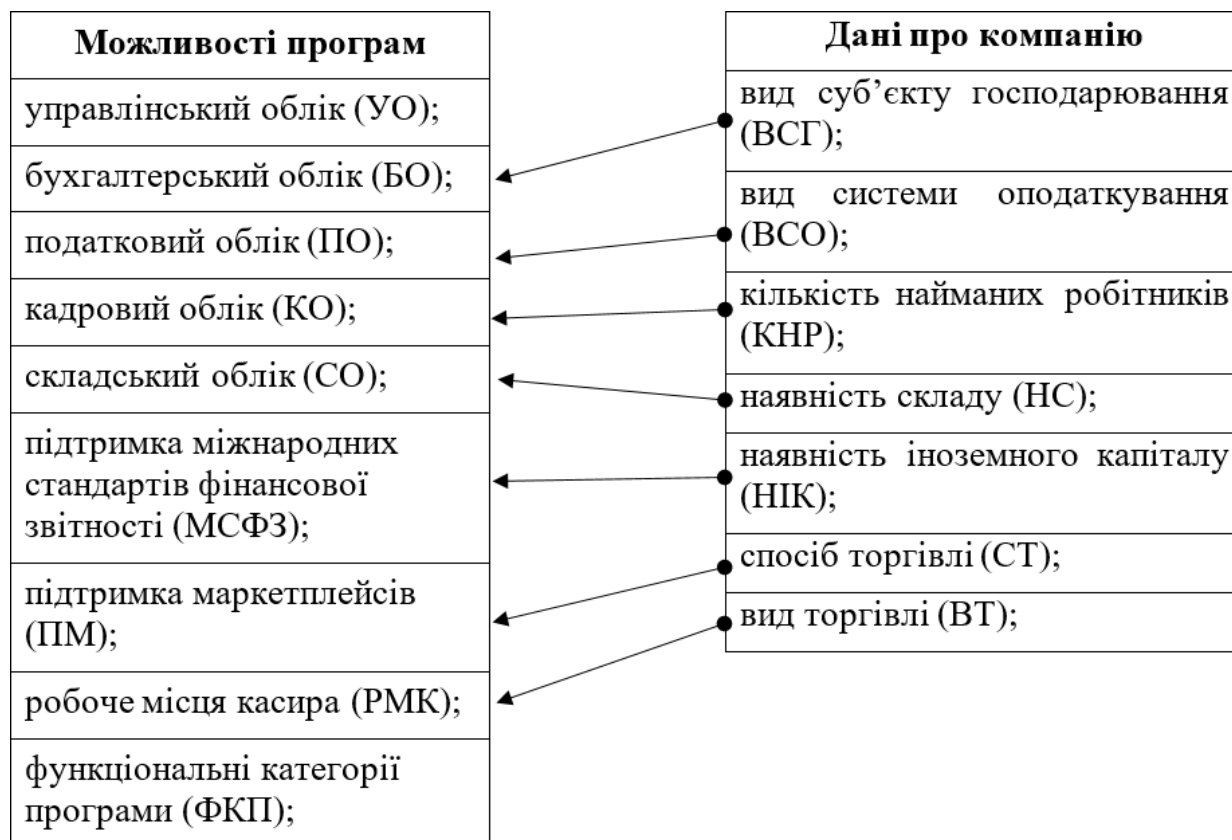 Можливості програм
управлінський облік (УО);
бухгалтерський облік (БО);
податковий облік (ПО);
кадровий облік (КО);
складський облік (СО);
підтримка міжнародних
стандартів фінансової
звітності (МСФЗ);
підтримка маркетплейсів
(ПМ);
робоче місця касира (РМК);
функціональні категорії
програми (ФКП);
Дані про компанію
вид суб’єкту господарювання
(ВСГ);
вид системи оподаткування
(ВСО);
кількість найманих робітників
(КНР);
наявність складу (НС);
наявність іноземного капіталу
(НІК);
спосіб торгівлі (СТ);
вид торгівлі (ВТ);